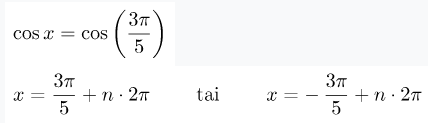 cos x = cos (3π/5)
x = 3π/5 + n · 2π tai x = − 3π/5 + n · 2π